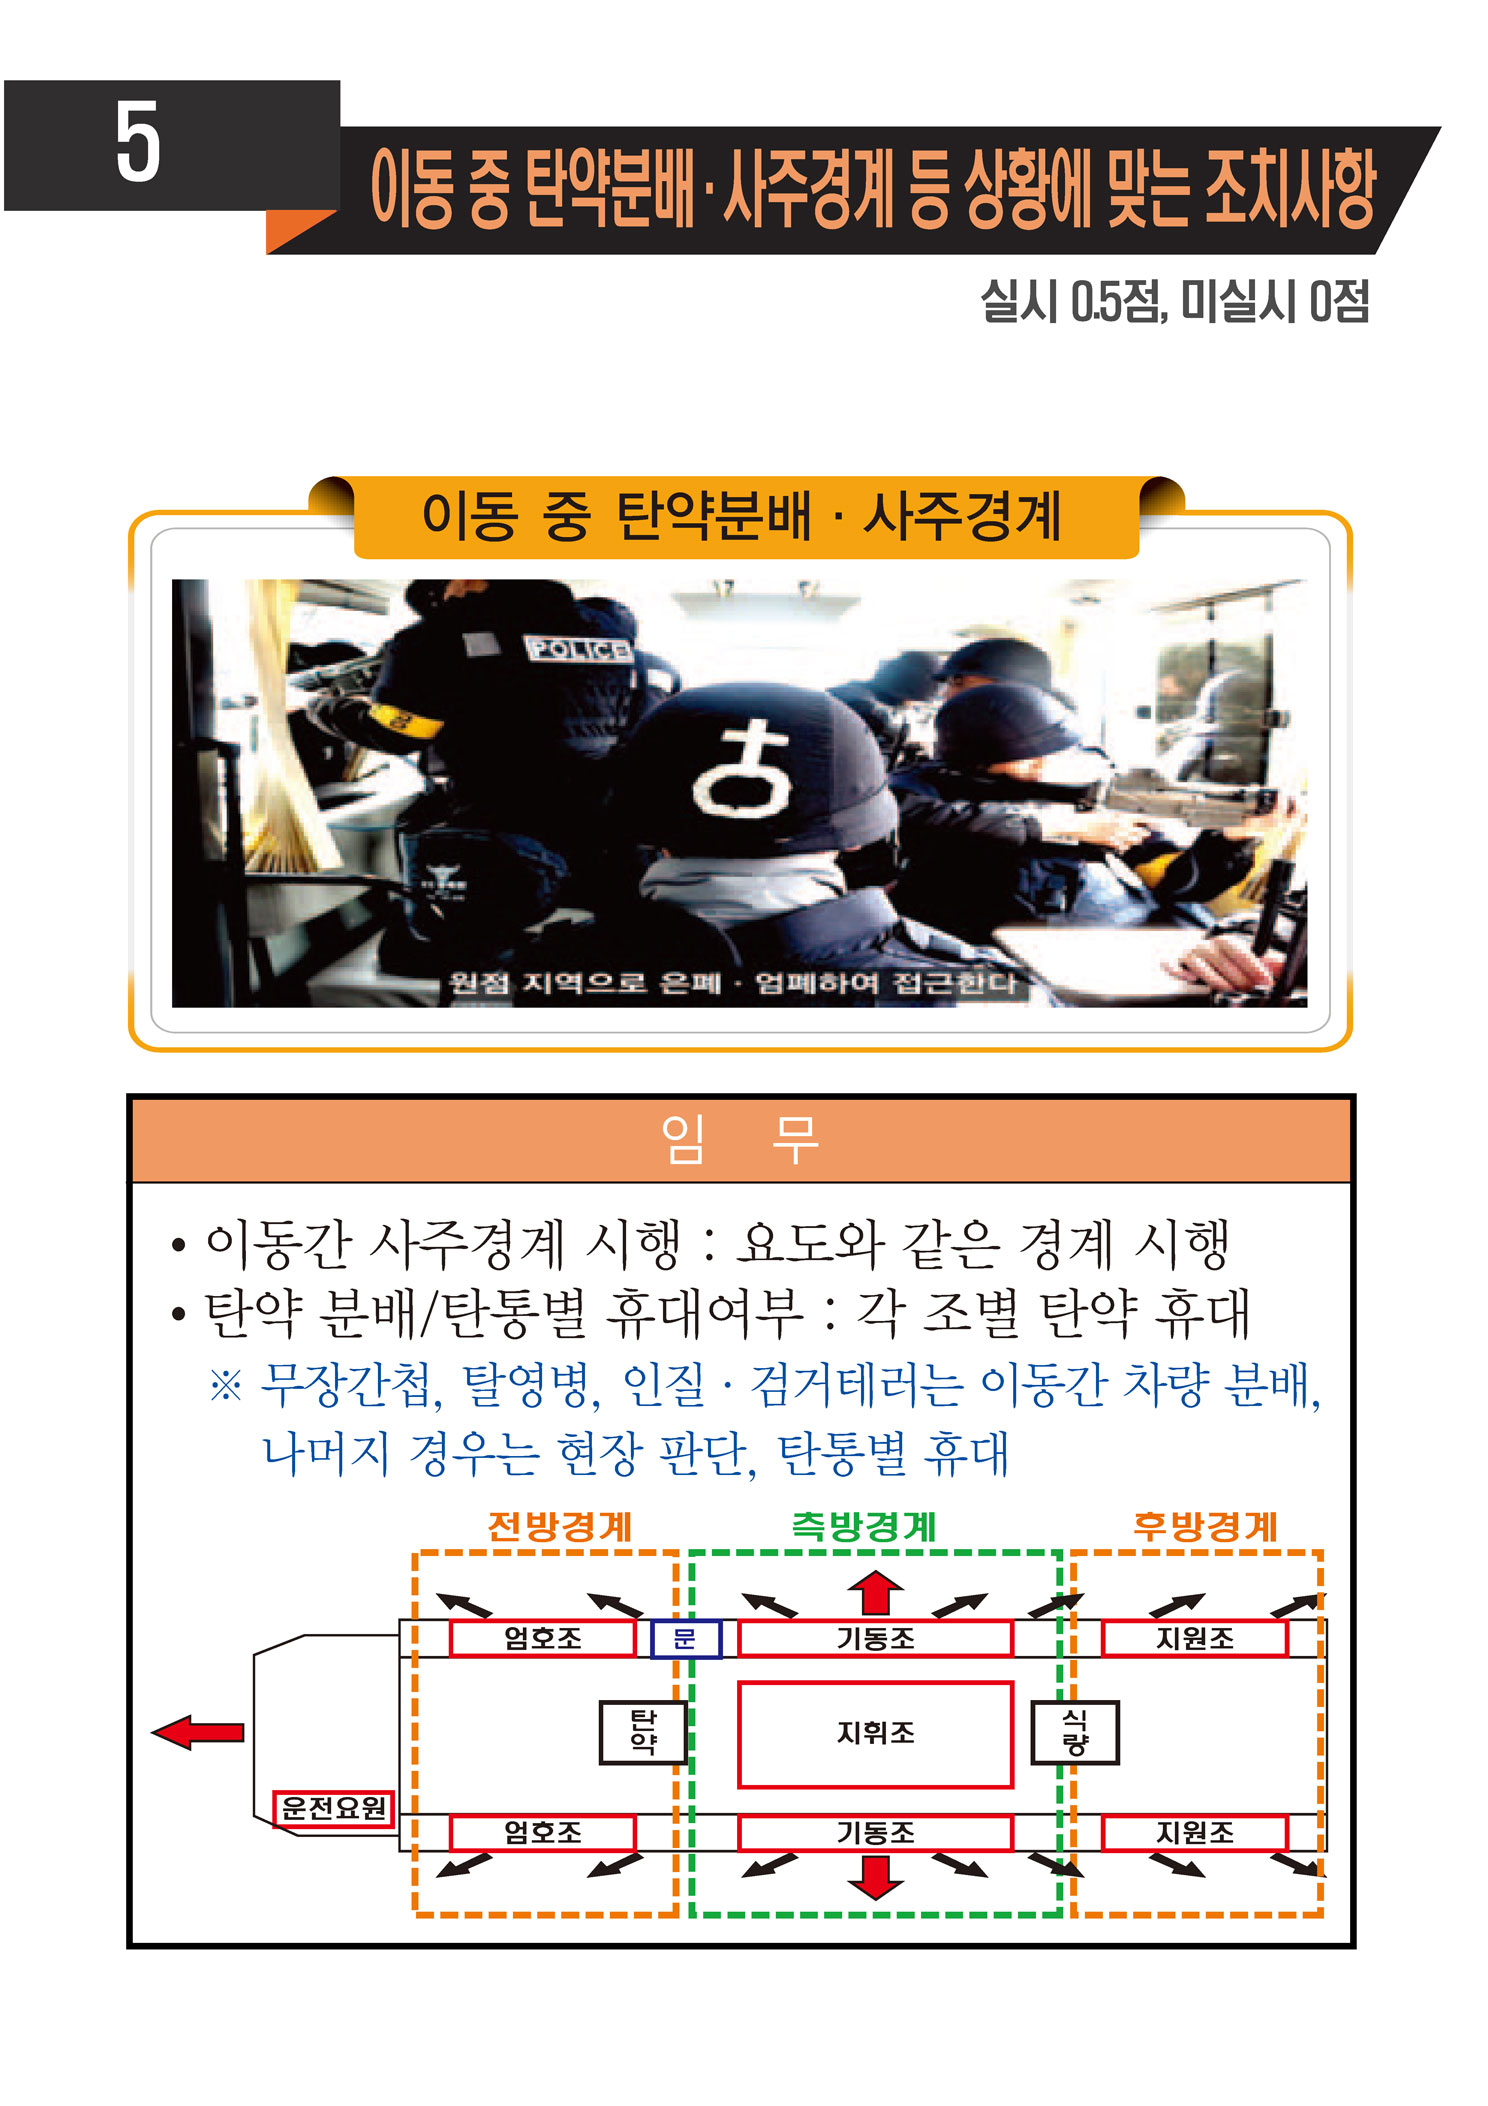 5
이동 중 탄약분배·사주경계 등 상황에 맞는 조치사항
실시 0.5점, 미실시 0점
이동 중 탄약분배 · 사주경계
POLICE
원점 지역으로 은폐 · 엄폐하여 접근한다
임 무
• 이동간 사주경계 시행 : 요도와 같은 경계 시행
• 탄약 분배/탄통별 휴대여부 : 각 조별 탄약 휴대
※ 무장간첩, 탈영병, 인질 · 검거테러는 이동간 차량 분배,
나머지 경우는 현장 판단, 탄통별 휴대
전방경계 측방경계 후방경계
엄호조 문 기동조 지원조
탄약 지휘조 식량
운전요원
엄호조 기동조 지원조